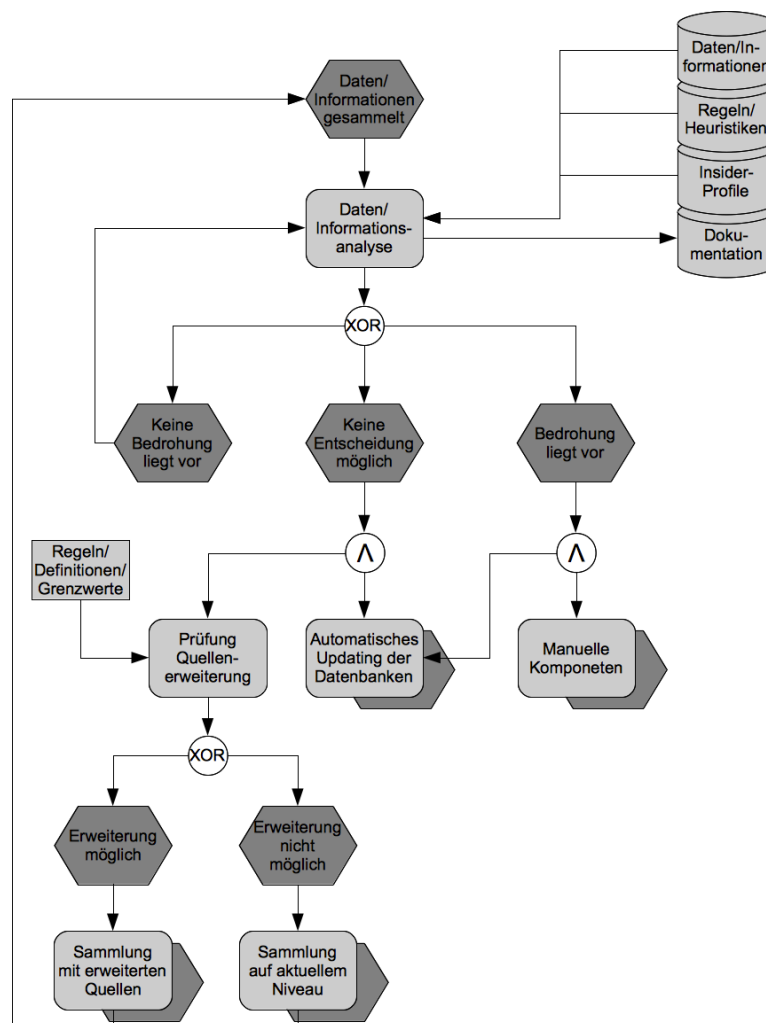 Daten/
Informationen
gesammelt
Daten/In-
formationen
Regeln/
Heuristiken
Insider-
Profile
Doku-
mentation
Daten/
Informations-
analyse
XOR
Keine
Bedrohung
liegt vor
Keine
Entscheidung
möglich
Bedrohung
liegt vor
Λ
Λ
Regeln/
Definitionen/
Grenzwerte
Prüfung
Quellen-
erweiterung
Automatisches
Updating der
Datenbanken
Manuelle
Komponeten
XOR
Erweiterung
möglich
Erweiterung
nicht
möglich
Sammlung
mit erweiterten
Quellen
Sammlung
auf aktuellem
Niveau